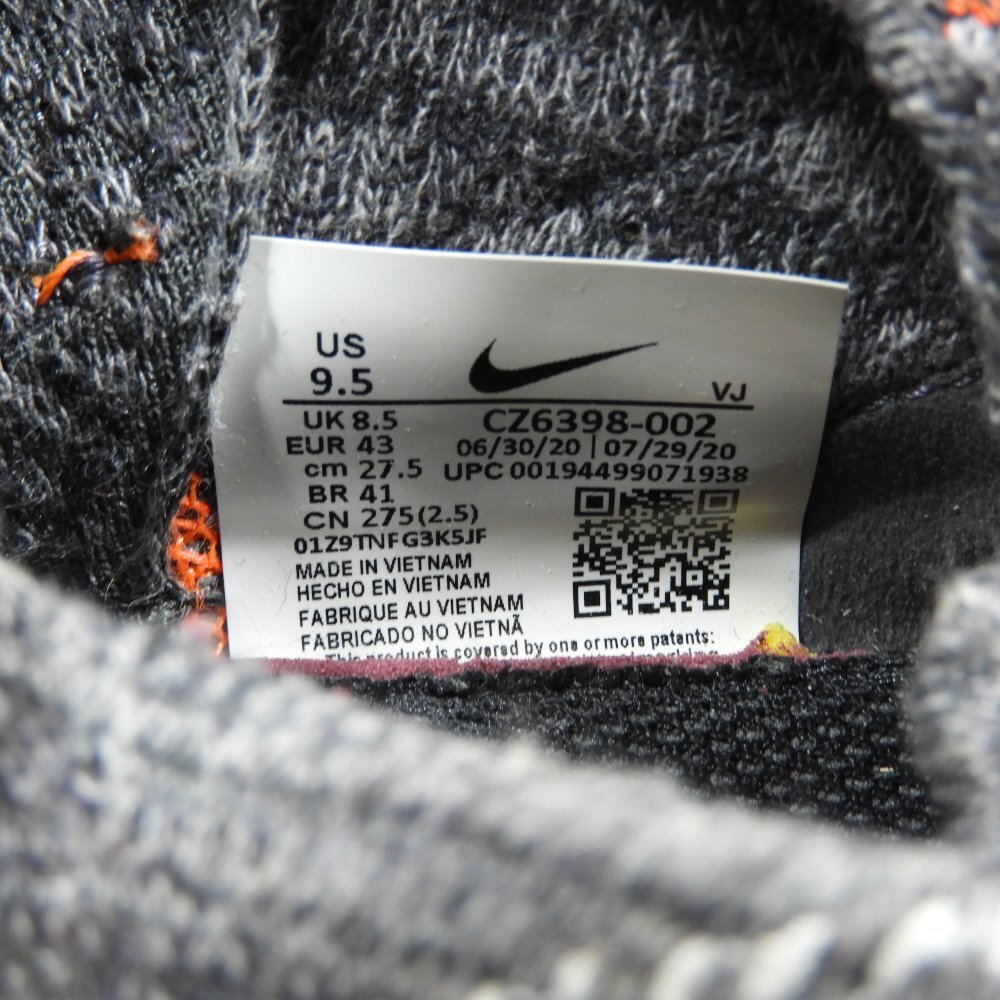 US
9.5
VJ
UK 8.5
CZ6398-002
EUR 43
06/30/20 | 07/29/20
cm 27.5
UPC 00194499071938
BR 41
CN 275(2.5)
01Z9TNFG3K5JF
MADE IN VIETNAM
HECHO EN VIETNAM
FABRIQUE AU VIETNAM
FABRICADO NO VIETNÃ
This product is covered by one or more patents: